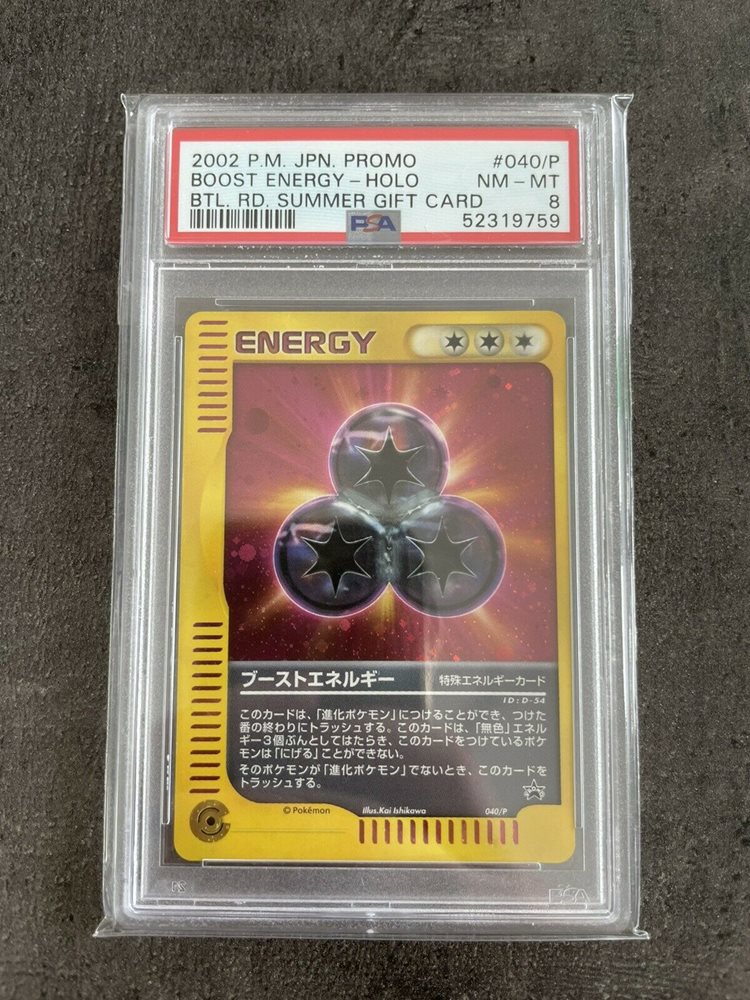 2002 P.M. JPN. PROMO #040/P
BOOST ENERGY-HOLO NM-MT
BTL. RD. SUMMER GIFT CARD 8
PSA 52319759
ENERGY
ブーストエネルギー 特殊エネルギーカード
ID:D-54
このカードは、「進化ポケモン」につけることができ、つけた
番の終わりにトラッシュする。このカードは、「無色」エネル
ギー3個ぶんとしてはたらき、このカードをつけているポケ
モンは「にげる」ことができない。
そのポケモンが「進化ポケモン」でないとき、このカードを
トラッシュする。
©Pokémon Illus.Kai Ishikawa 040/P
PSA